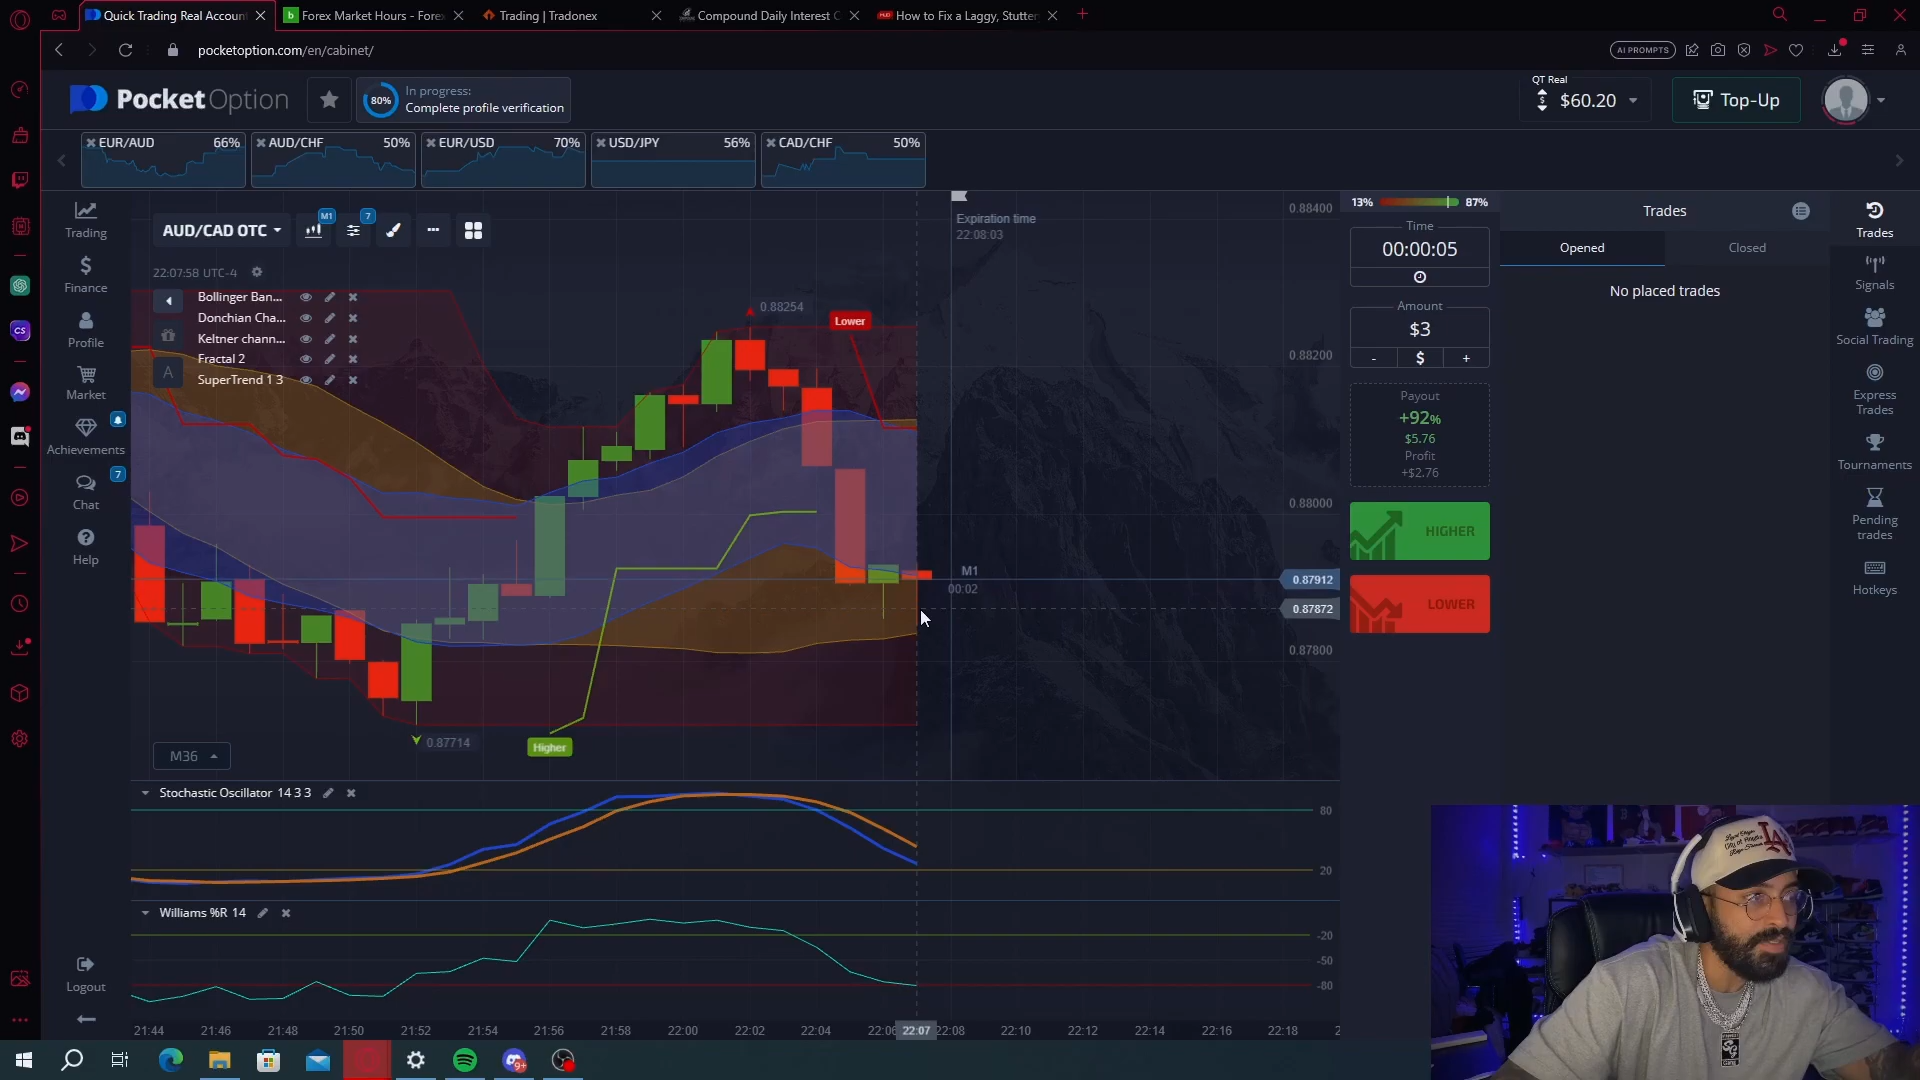 Quick Trading Real Accoun
Forex Market Hours - Fore
Trading | Tradonex
Compound Daily Interest C
How to Fix a Laggy, Stutter
pocketoption.com/en/cabinet/
AI PROMPTS
PocketOption
80%
In progress:
Complete profile verification
QT Real
$60.20
Top-Up
EUR/AUD 66%
AUD/CHF 50%
EUR/USD 70%
USD/JPY 56%
CAD/CHF 50%
Trading
Finance
Profile
Market
Achievements
Chat
7
Help
Logout
AUD/CAD OTC
M1
7
22:07:58 UTC-4
Bollinger Ban...
Donchian Cha...
Keltner chann...
Fractal 2
SuperTrend 1 3
A
Expiration time
22:08:03
0.88254
Lower
0.87714
Higher
M1
00:02
M36
0.88400
0.88200
0.88000
0.87912
0.87872
0.87800
Stochastic Oscillator 14 3 3
80
20
Williams %R 14
-20
-50
-80
21:44 21:46 21:48 21:50 21:52 21:54 21:56 21:58 22:00 22:02 22:04 22:06 22:07 22:08 22:10 22:12 22:14 22:16 22:18 2
13% 87%
Time
00:00:05
Amount
$3
- $ +
Payout
+92%
$5.76
Profit
+$2.76
HIGHER
LOWER
Trades
Opened Closed
No placed trades
Trades
Signals
Social Trading
Express
Trades
Tournaments
Pending
trades
Hotkeys
9+
LA